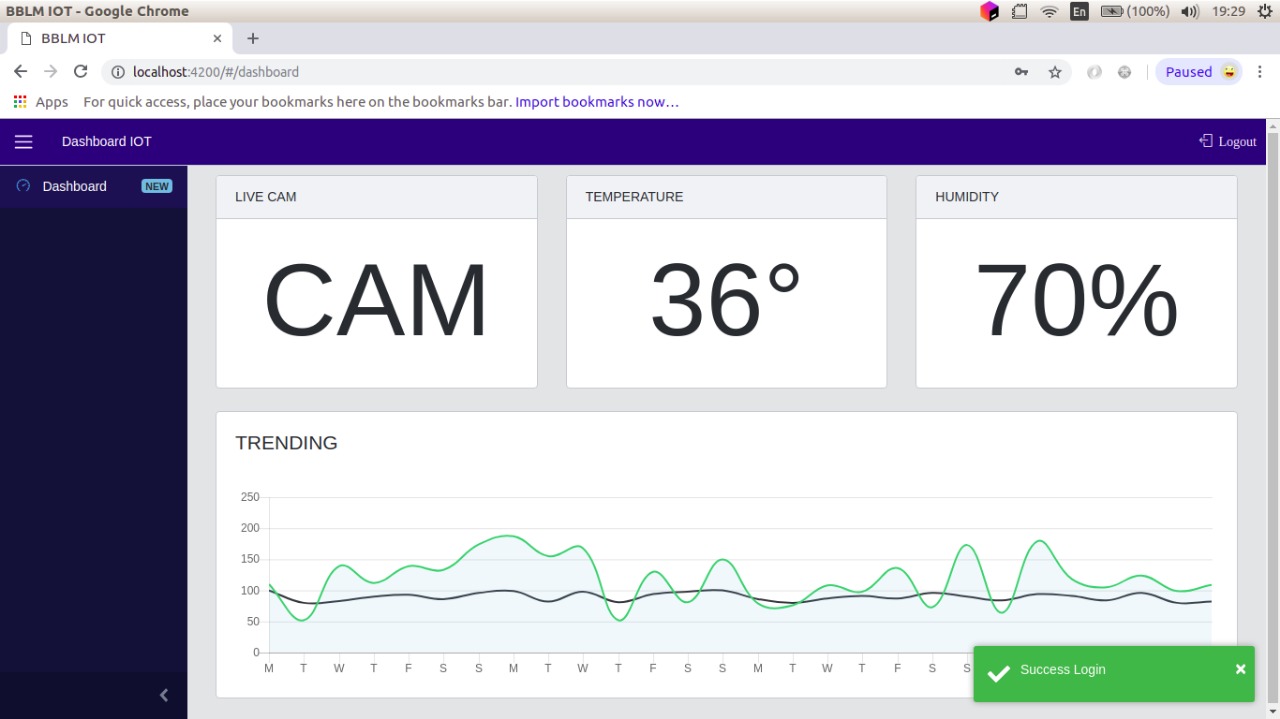 BBLM IOT - Google Chrome
En
(100%)
19:29
BBLM IOT
localhost:4200/#/dashboard
Paused
Apps
For quick access, place your bookmarks here on the bookmarks bar. Import bookmarks now…
Dashboard IOT
Logout
Dashboard
NEW
LIVE CAM
TEMPERATURE
HUMIDITY
CAM
36°
70%
TRENDING
250
200
150
100
50
0
M T W T F S S M T W T F S S M T W T F S S
Success Login